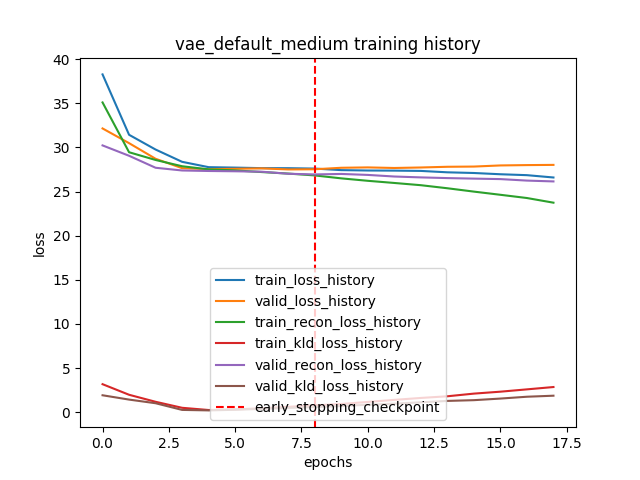 vae_default_medium training history
loss
40
35
30
25
20
15
10
5
0
train_loss_history
valid_loss_history
train_recon_loss_history
train_kld_loss_history
valid_recon_loss_history
valid_kld_loss_history
early_stopping_checkpoint
0.0 2.5 5.0 7.5 10.0 12.5 15.0 17.5
epochs